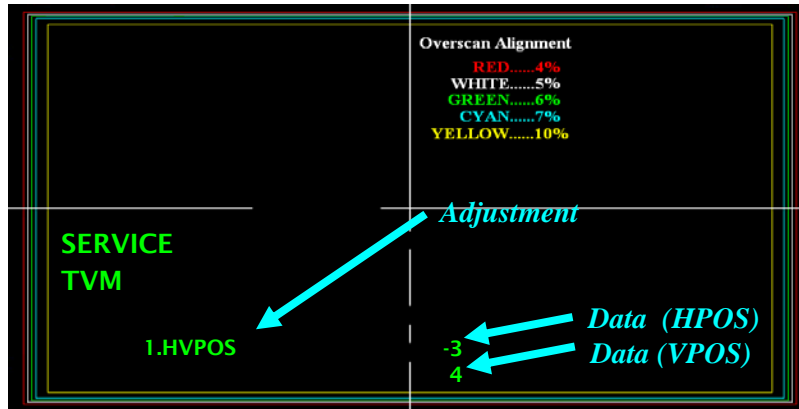 Overscan Alignment
RED......4%
WHITE......5%
GREEN......6%
CYAN......7%
YELLOW......10%
Adjustment
SERVICE
TVM
1.HVPOS
-3
Data (HPOS)
4
Data (VPOS)